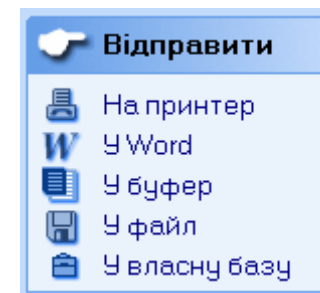 Відправити
На принтер
У Word
У буфер
У файл
У власну базу